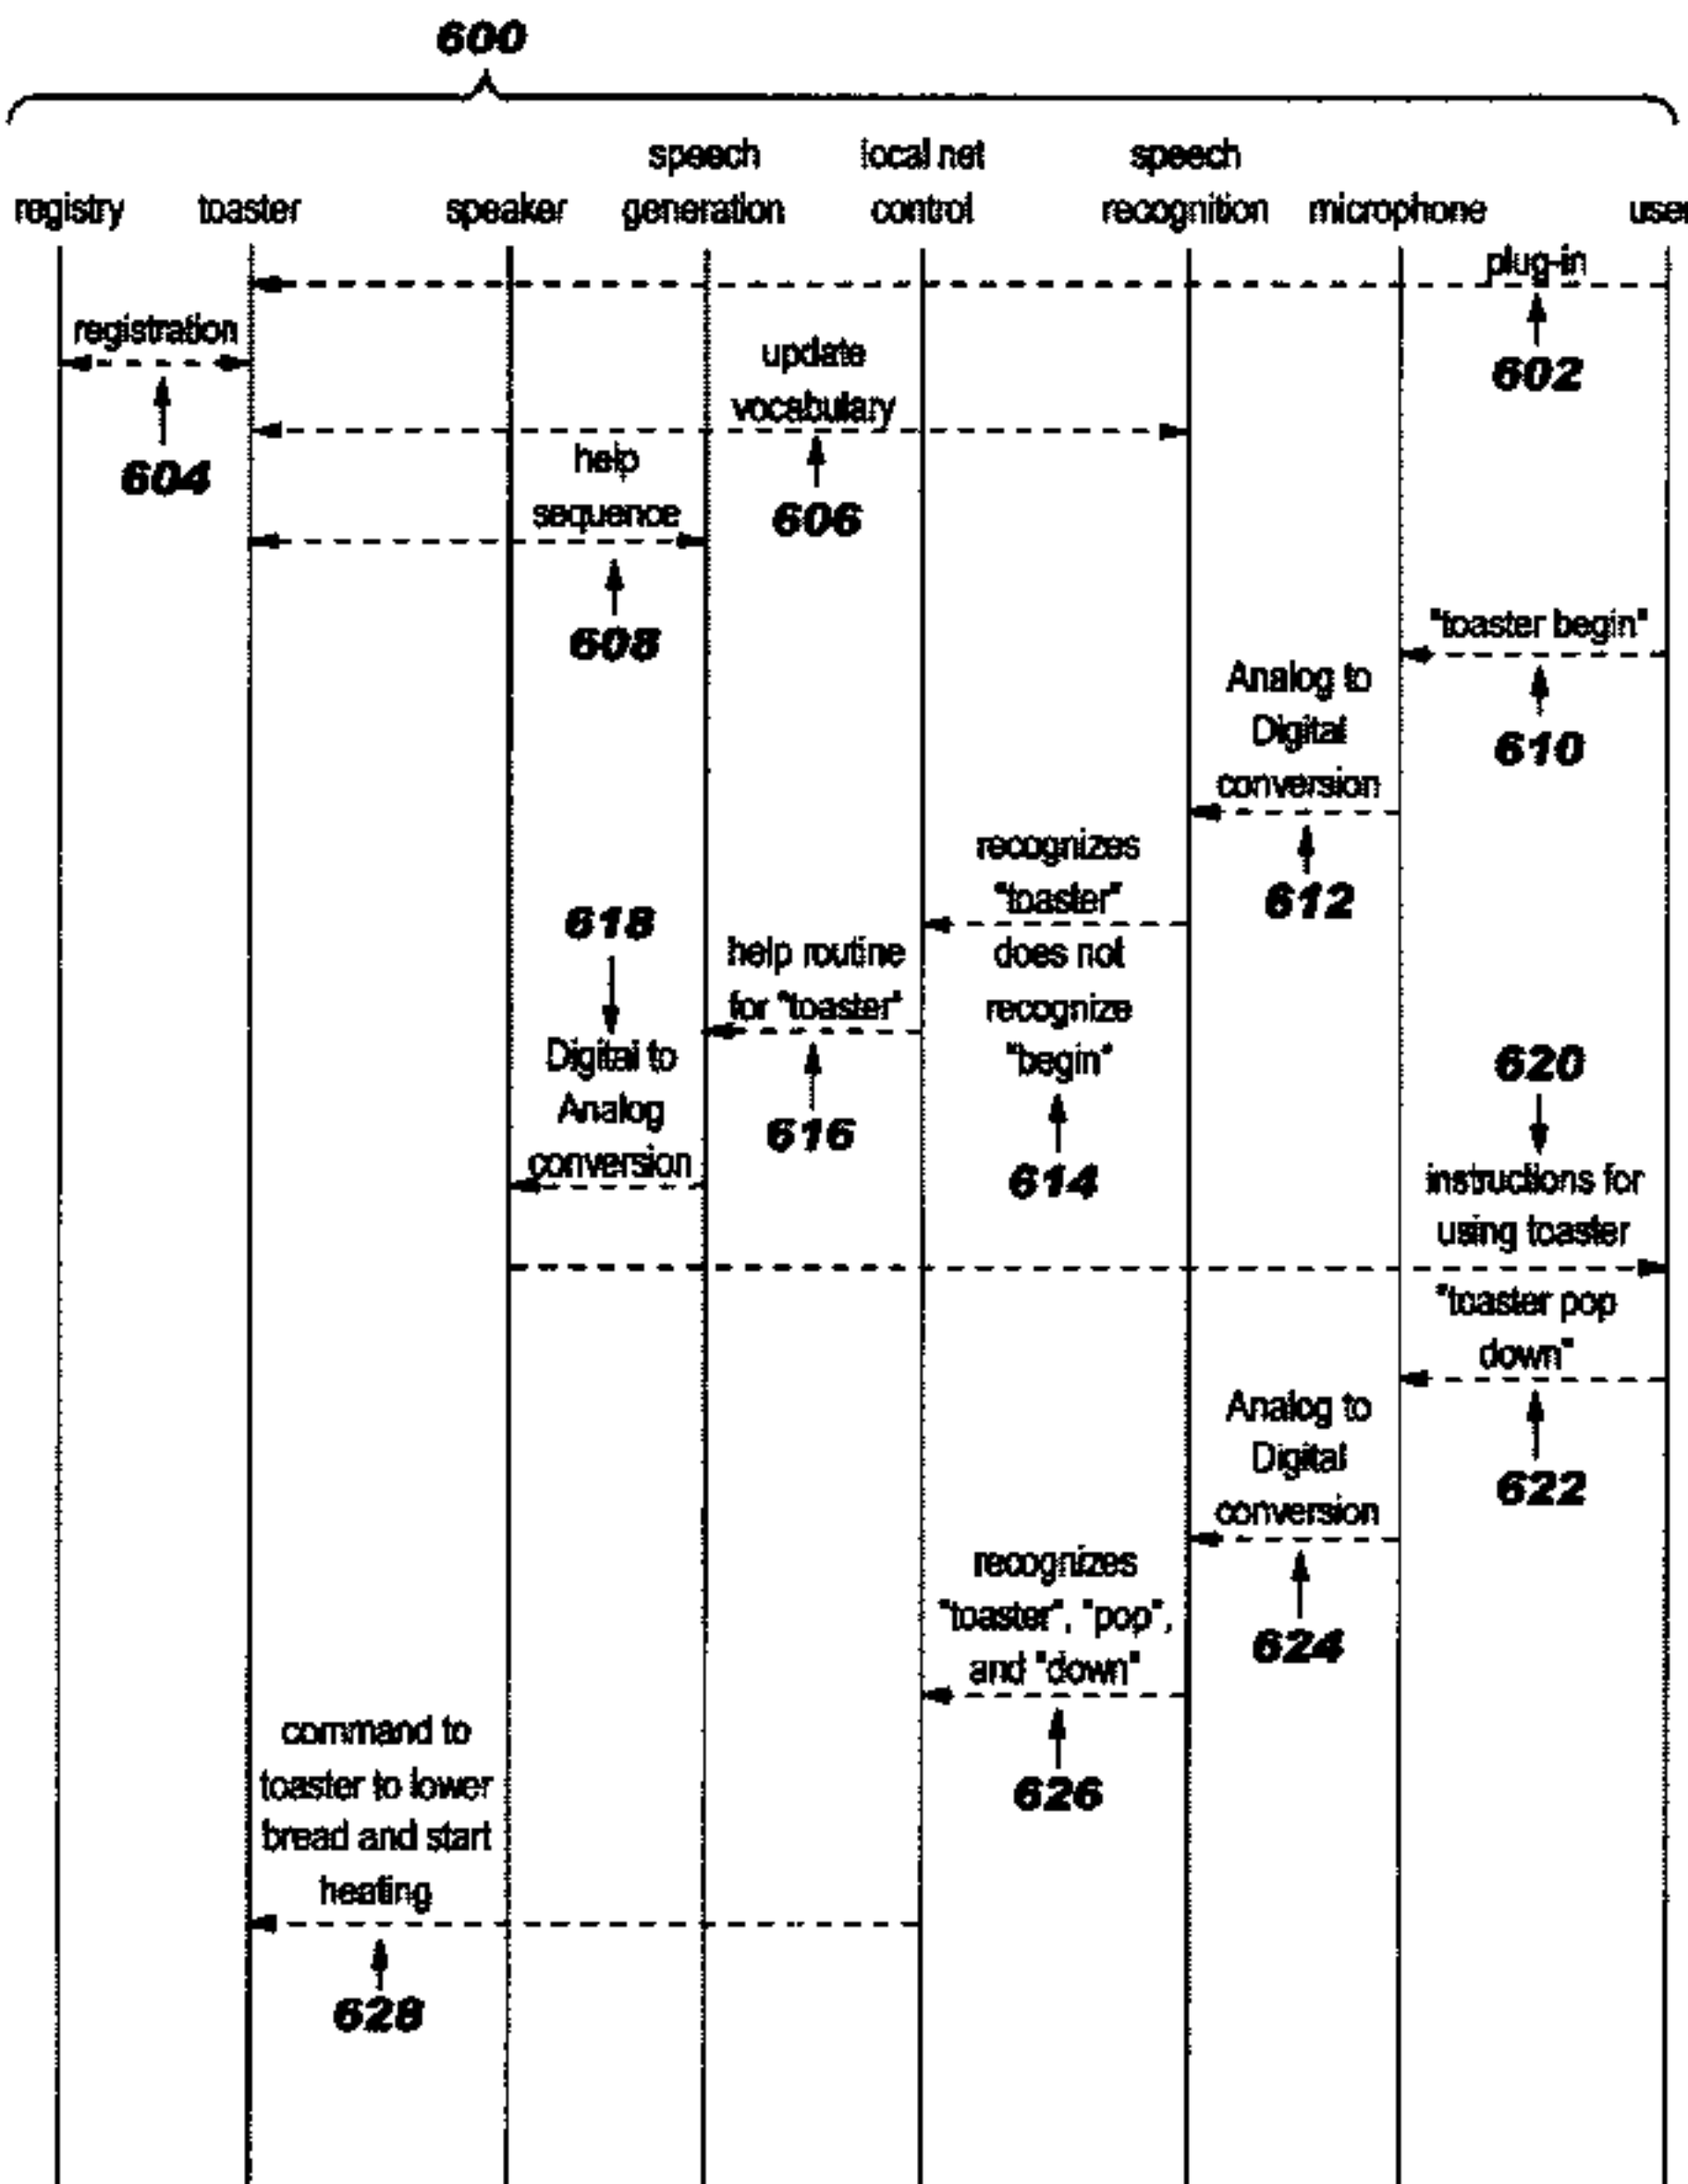 600
speech local net speech
registry toaster speaker generation control recognition microphone user
plug-in
registration
update
602
vocabulary
604
help
sequence
606
608
"toaster begin"
Analog to
Digital
610
conversion
recognizes
"toaster"
612
618
help routine
does not
for "toaster"
recognize
Digital to
"begin"
620
Analog
616
conversion
614
instructions for
using toaster
"toaster pop
down"
Analog to
Digital
622
conversion
recognizes
"toaster", "pop",
624
and "down"
command to
626
toaster to lower
bread and start
heating
628